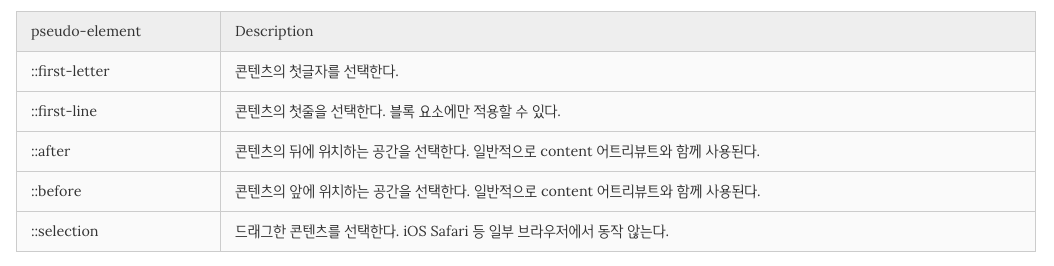 pseudo-element Description
::first-letter 콘텐츠의 첫글자를 선택한다.
::first-line 콘텐츠의 첫줄을 선택한다. 블록 요소에만 적용할 수 있다.
::after 콘텐츠의 뒤에 위치하는 공간을 선택한다. 일반적으로 content 어트리뷰트와 함께 사용된다.
::before 콘텐츠의 앞에 위치하는 공간을 선택한다. 일반적으로 content 어트리뷰트와 함께 사용된다.
::selection 드래그한 콘텐츠를 선택한다. iOS Safari 등 일부 브라우저에서 동작 않는다.